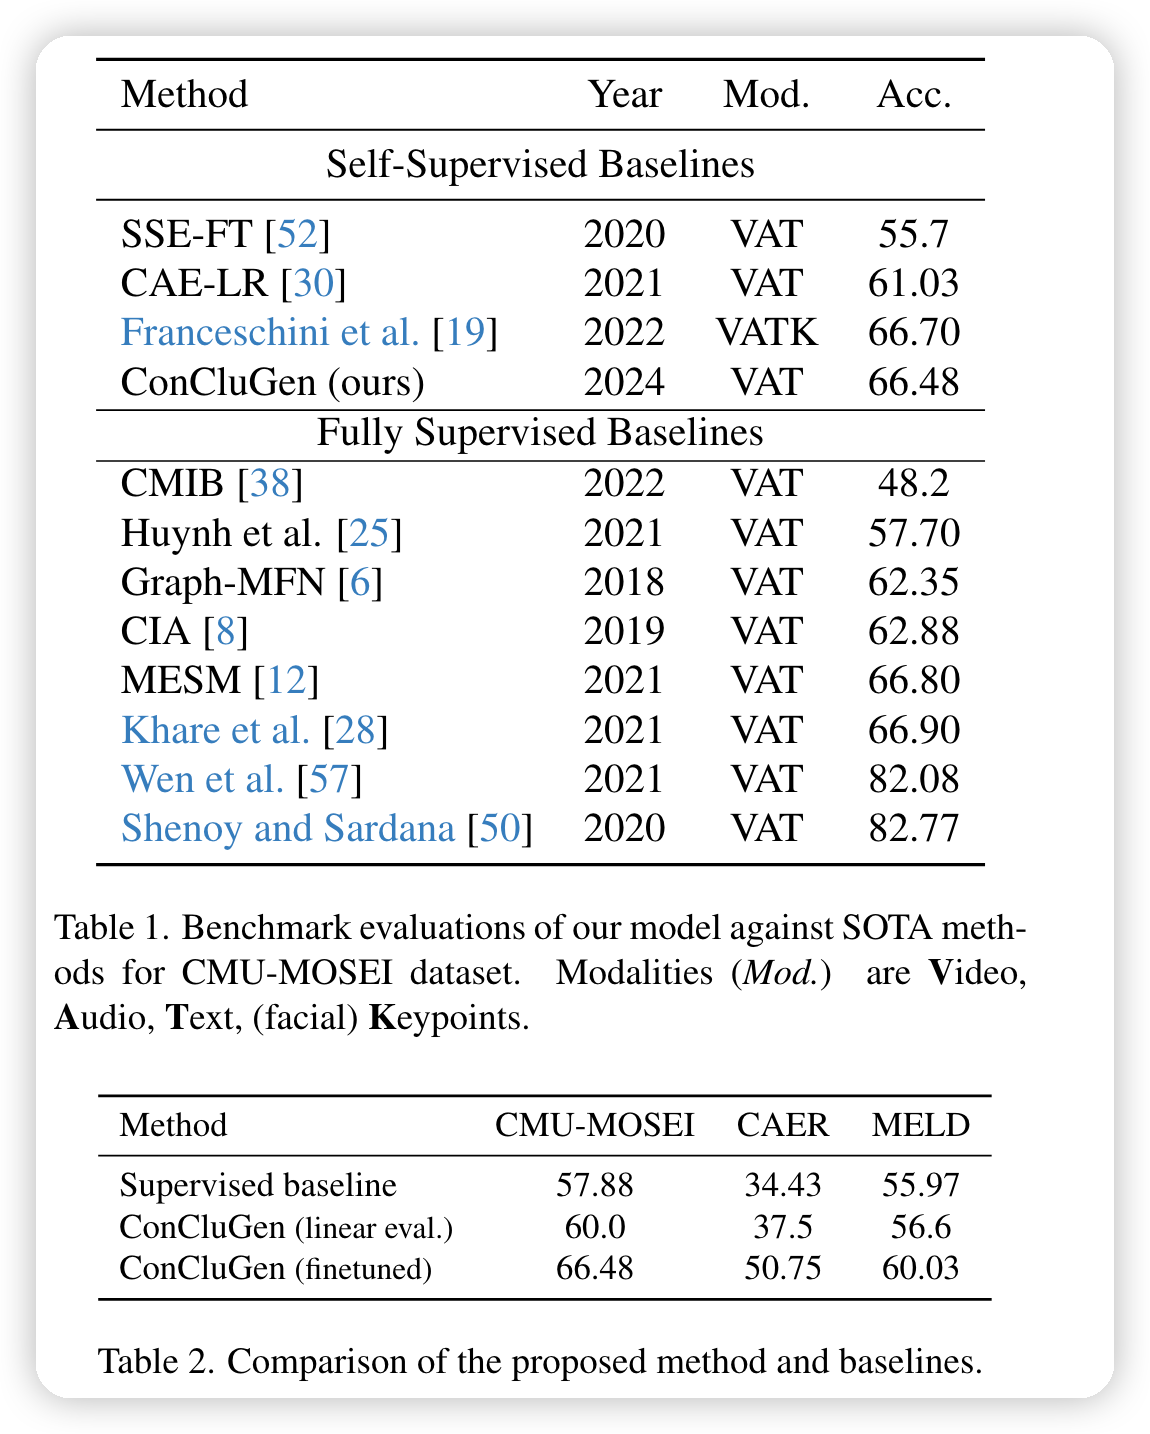 Method Year Mod. Acc.
Self-Supervised Baselines
SSE-FT [52] 2020 VAT 55.7
CAE-LR [30] 2021 VAT 61.03
Franceschini et al. [19] 2022 VATK 66.70
ConCluGen (ours) 2024 VAT 66.48
Fully Supervised Baselines
CMIB [38] 2022 VAT 48.2
Huynh et al. [25] 2021 VAT 57.70
Graph-MFN [6] 2018 VAT 62.35
CIA [8] 2019 VAT 62.88
MESM [12] 2021 VAT 66.80
Khare et al. [28] 2021 VAT 66.90
Wen et al. [57] 2021 VAT 82.08
Shenoy and Sardana [50] 2020 VAT 82.77
Table 1. Benchmark evaluations of our model against SOTA meth-
ods for CMU-MOSEI dataset. Modalities (Mod.) are Video,
Audio, Text, (facial) Keypoints.
Method CMU-MOSEI CAER MELD
Supervised baseline 57.88 34.43 55.97
ConCluGen (linear eval.) 60.0 37.5 56.6
ConCluGen (finetuned) 66.48 50.75 60.03
Table 2. Comparison of the proposed method and baselines.